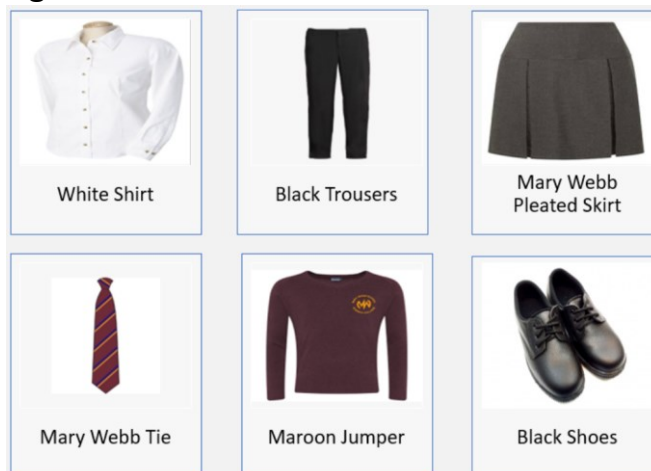 White Shirt
Black Trousers
Mary Webb
Pleated Skirt
Mary Webb Tie
Maroon Jumper
Black Shoes